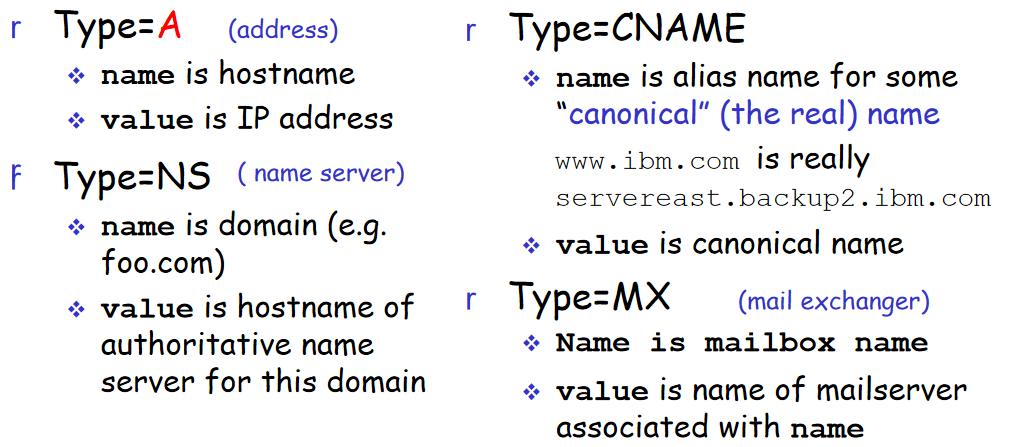 r Type=A (address)
❖ name is hostname
❖ value is IP address
r Type=NS ( name server)
❖ name is domain (e.g.
foo.com)
❖ value is hostname of
authoritative name
server for this domain
r Type=CNAME
❖ name is alias name for some
“canonical” (the real) name
www.ibm.com is really
servereast.backup2.ibm.com
❖ value is canonical name
r Type=MX (mail exchanger)
❖ Name is mailbox name
❖ value is name of mailserver
associated with name